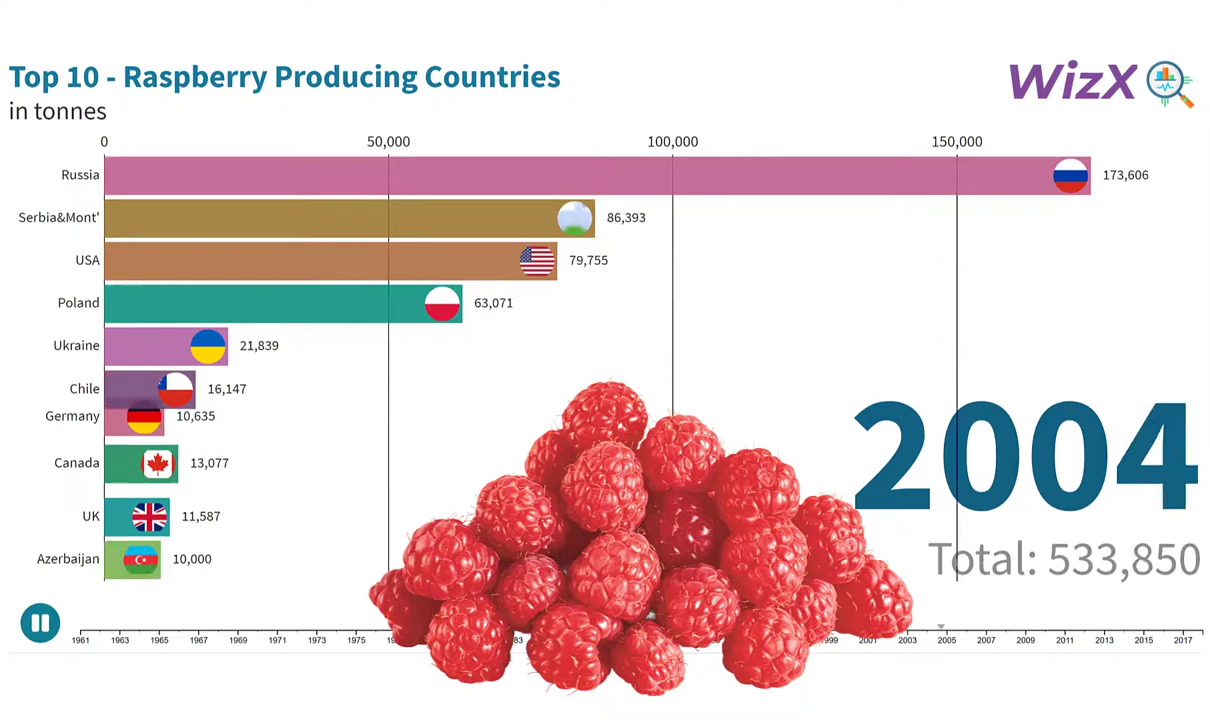 Top 10 - Raspberry Producing Countries
in tonnes
WizX
0 50,000 100,000 150,000
Russia 173,606
Serbia&Mont' 86,393
USA 79,755
Poland 63,071
Ukraine 21,839
Chile 16,147
Germany 10,635
Canada 13,077
UK 11,587
Azerbaijan 10,000
2004
Total: 533,850
1961 1963 1965 1967 1969 1971 1973 1975 2003 2005 2007 2009 2011 2013 2015 2017